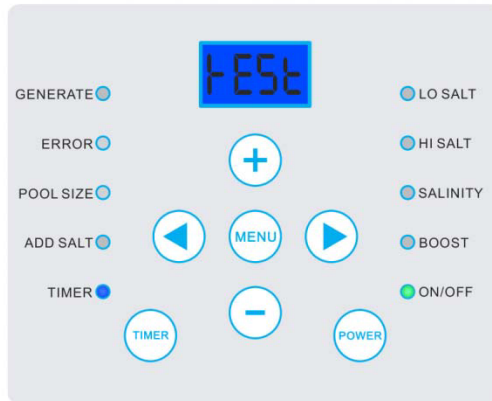 tESt
GENERATE
LO SALT
ERROR
HI SALT
+
POOL SIZE
SALINITY
MENU
ADD SALT
BOOST
TIMER
ON/OFF
−
TIMER
POWER